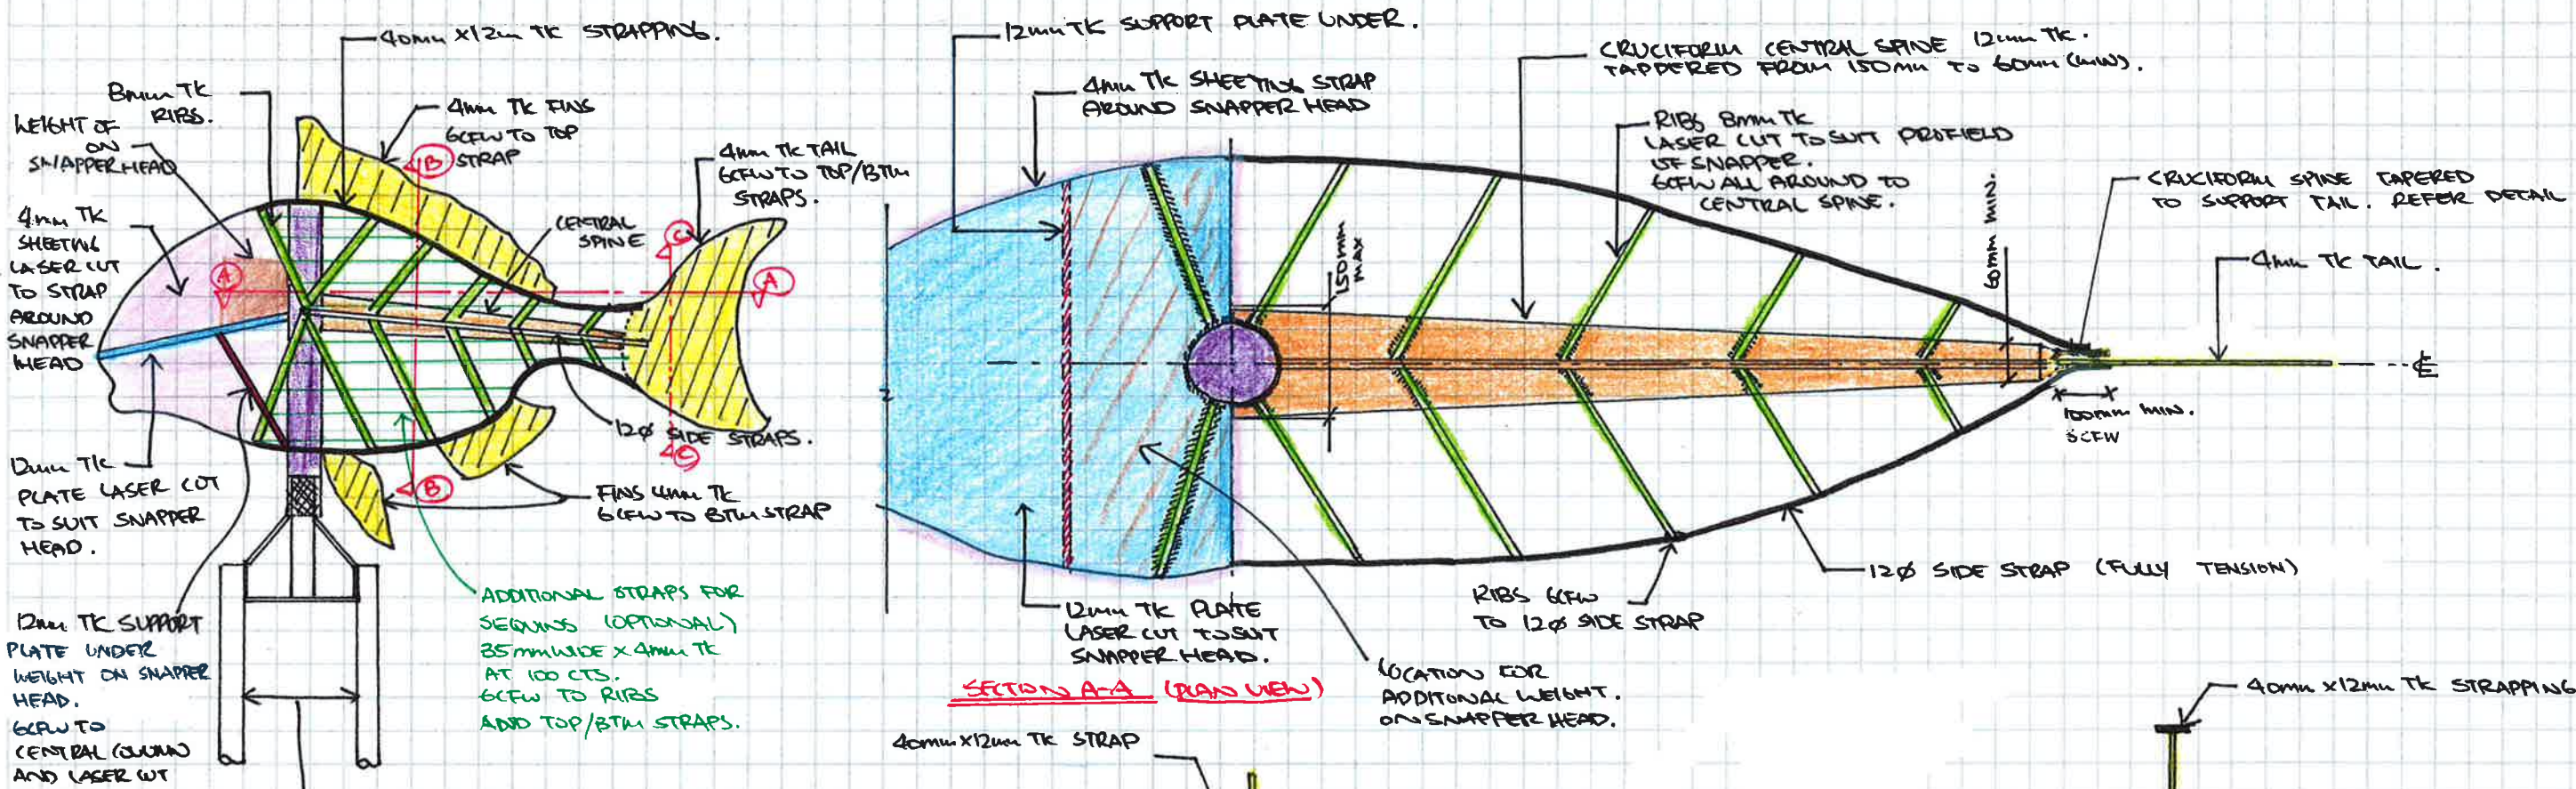 40mm x 12mm TK STRAPPING.
8mm TK
RIBS.
WEIGHT OF
ON
SNAPPER HEAD
4mm TK FINS
6CFW TO TOP
STRAP
B
4mm TK TAIL
6CFW TO TOP/BTM
STRAPS.
4mm TK
SHEETING
LASER CUT
TO STRAP
AROUND
SNAPPER
HEAD
CENTRAL
SPINE
C
A
A
12mm TK
PLATE LASER CUT
TO SUIT SNAPPER
HEAD.
12ø SIDE STRAPS.
C
B
FINS 4mm TK
6CFW TO BTM STRAP
12mm TK SUPPORT
PLATE UNDER
WEIGHT ON SNAPPER
HEAD.
6CFW TO
CENTRAL COLUMN
AND LASER CUT
ADDITIONAL STRAPS FOR
SEQUINS (OPTIONAL)
35mm WIDE x 4mm TK
AT 100 CTS.
6CFW TO RIBS
AND TOP/BTM STRAPS.
12mm TK SUPPORT PLATE UNDER.
4mm TK SHEETING STRAP
AROUND SNAPPER HEAD
CRUCIFORM CENTRAL SPINE 12mm TK.
TAPPERED FROM 150mm TO 60mm (MIN).
RIBS 8mm TK
LASER CUT TO SUIT PROFIELD
OF SNAPPER.
6CFW ALL AROUND TO
CENTRAL SPINE.
CRUCIFORM SPINE TAPERED
TO SUPPORT TAIL. REFER DETAIL
150mm
MAX
60mm MIN.
4mm TK TAIL.
℄
100mm MIN.
SCFW
12ø SIDE STRAP (FULLY TENSION)
RIBS 6CFW
TO 12ø SIDE STRAP
12mm TK PLATE
LASER CUT TO SUIT
SNAPPER HEAD.
LOCATION FOR
ADDITIONAL WEIGHT.
ON SNAPPER HEAD.
SECTION A-A (PLAN VIEW)
40mm x 12mm TK STRAP
40mm x 12mm TK STRAPPING